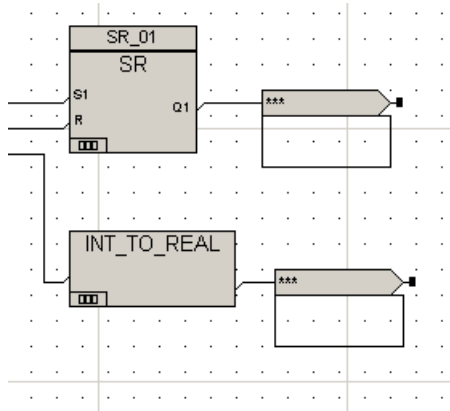 SR_01
SR
S1
Q1
R
***
INT_TO_REAL
***